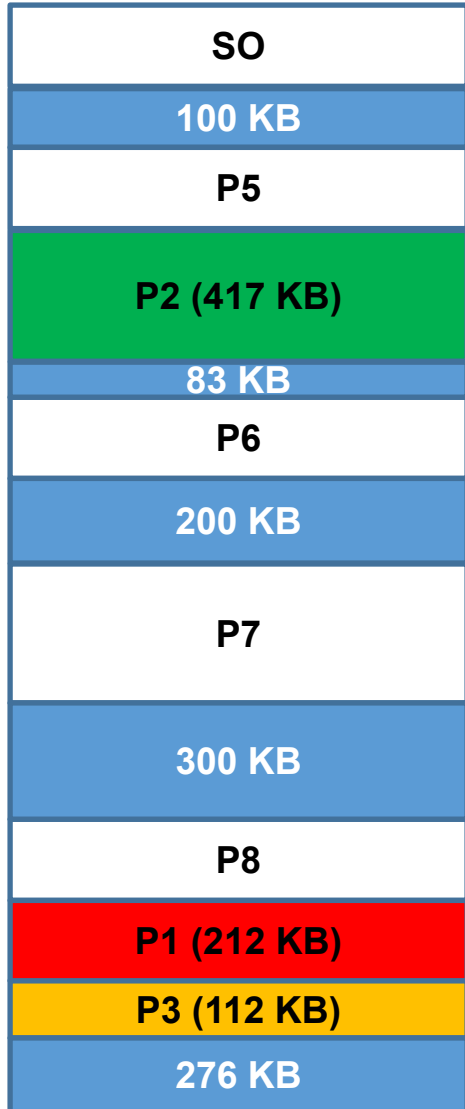 SO
100 KB
P5
P2 (417 KB)
83 KB
P6
200 KB
P7
300 KB
P8
P1 (212 KB)
P3 (112 KB)
276 KB